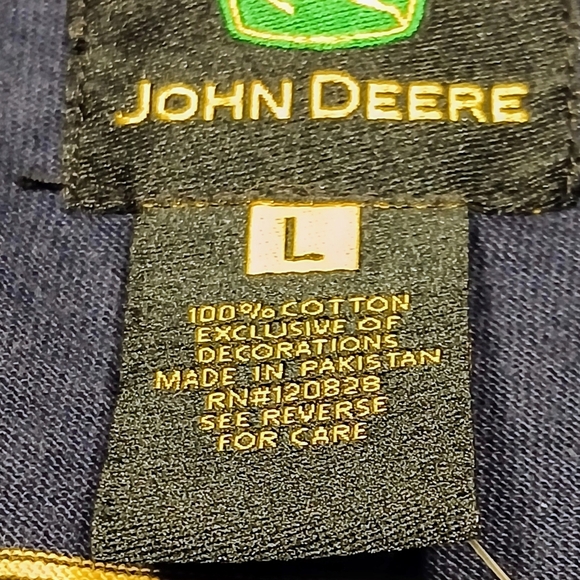 JOHN DEERE
L
100% COTTON
EXCLUSIVE OF
DECORATIONS
MADE IN PAKISTAN
RN#120828
SEE REVERSE
FOR CARE